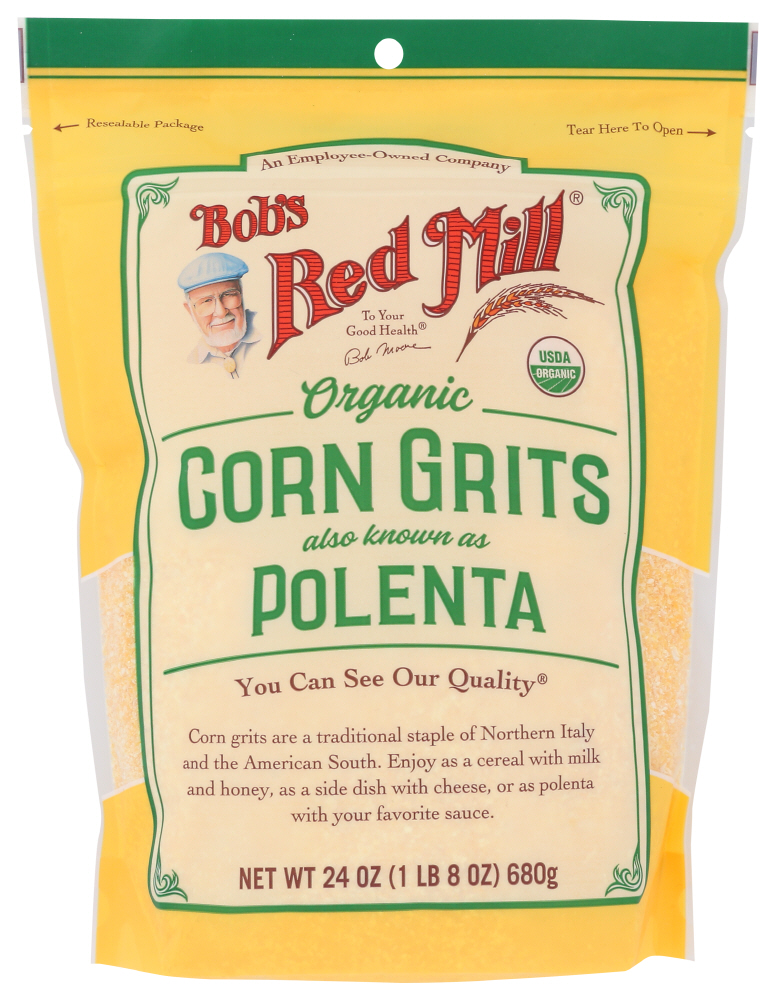 ← Resealable Package
Tear Here To Open →
An Employee-Owned Company
Bob's
Red Mill®
To Your
Good Health®
Bob Moore
USDA
ORGANIC
Organic
CORN GRITS
also known as
POLENTA
You Can See Our Quality®
Corn grits are a traditional staple of Northern Italy
and the American South. Enjoy as a cereal with milk
and honey, as a side dish with cheese, or as polenta
with your favorite sauce.
NET WT 24 OZ (1 LB 8 OZ) 680g